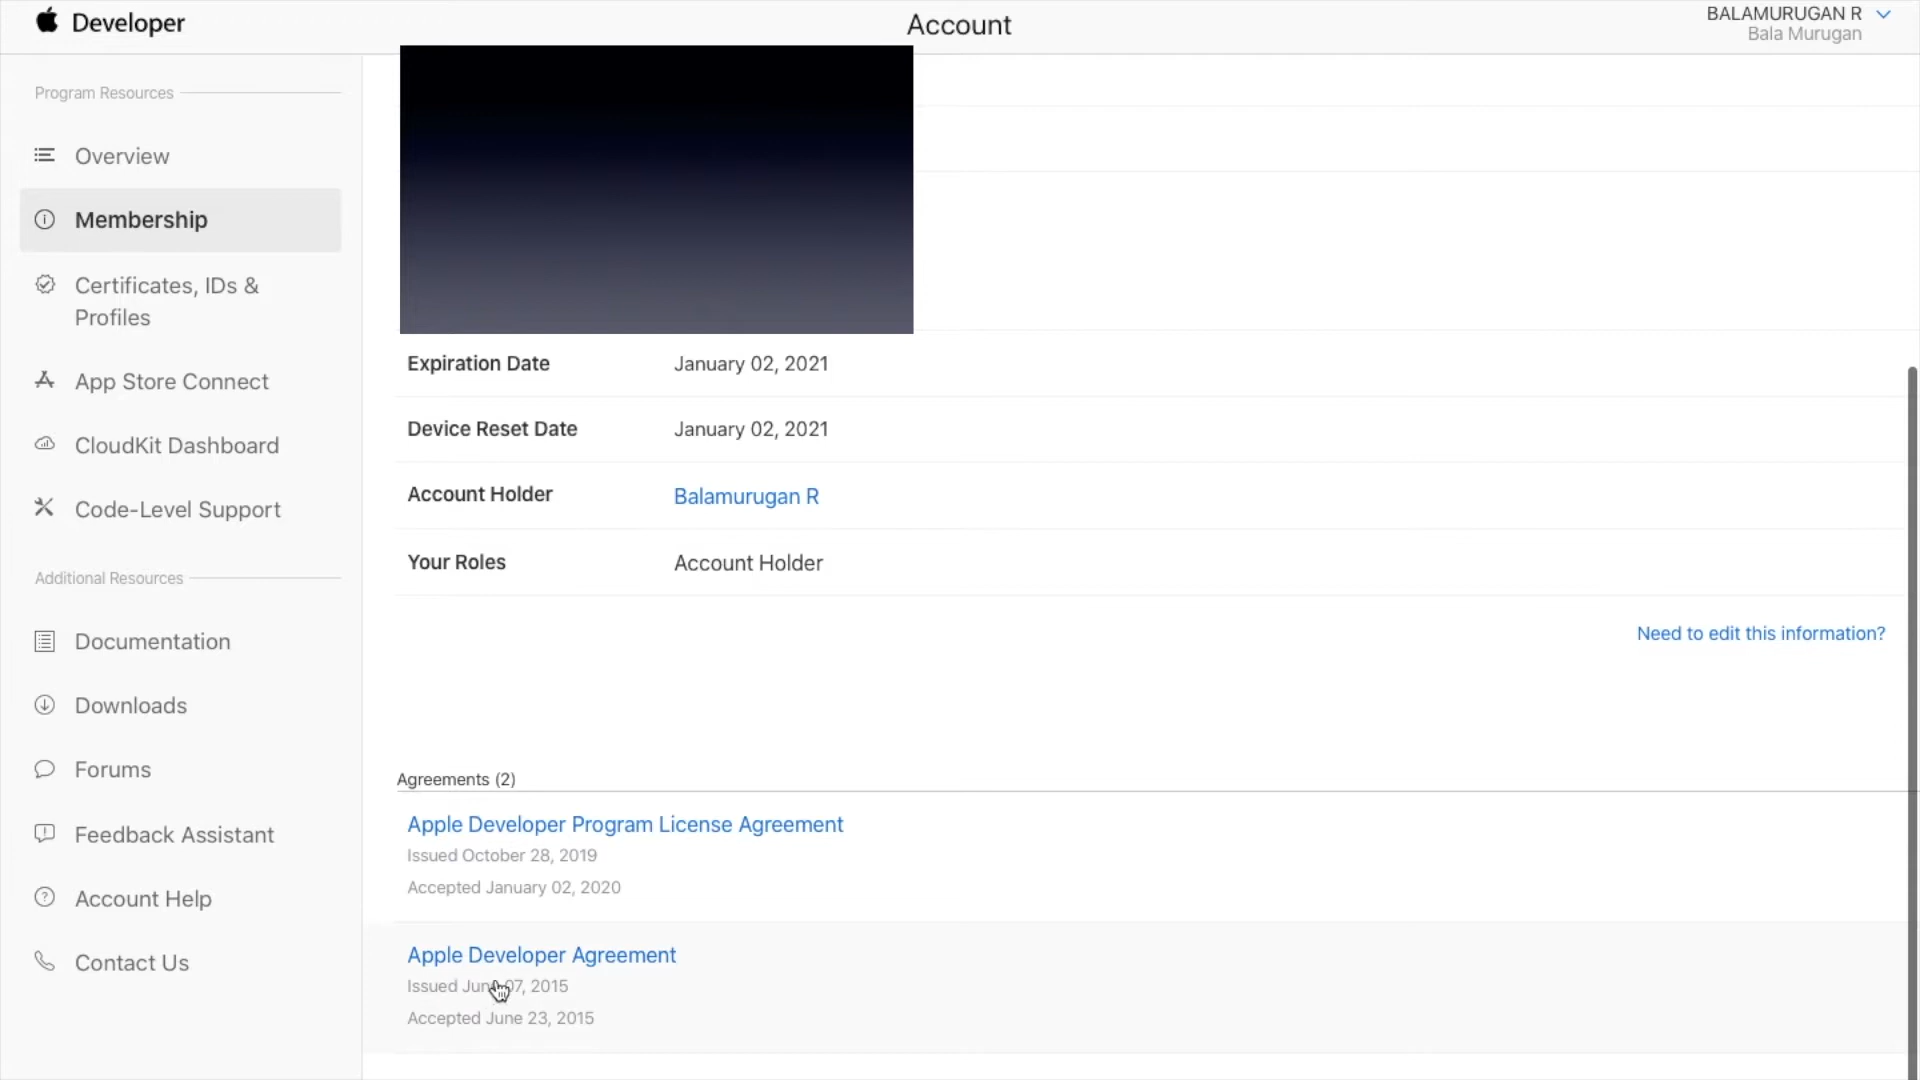 Developer
Account
BALAMURUGAN R
Bala Murugan
Program Resources
Overview
Membership
Certificates, IDs &
Profiles
App Store Connect
CloudKit Dashboard
Code-Level Support
Additional Resources
Documentation
Downloads
Forums
Feedback Assistant
Account Help
Contact Us
Expiration Date January 02, 2021
Device Reset Date January 02, 2021
Account Holder Balamurugan R
Your Roles Account Holder
Need to edit this information?
Agreements (2)
Apple Developer Program License Agreement
Issued October 28, 2019
Accepted January 02, 2020
Apple Developer Agreement
Issued June 07, 2015
Accepted June 23, 2015